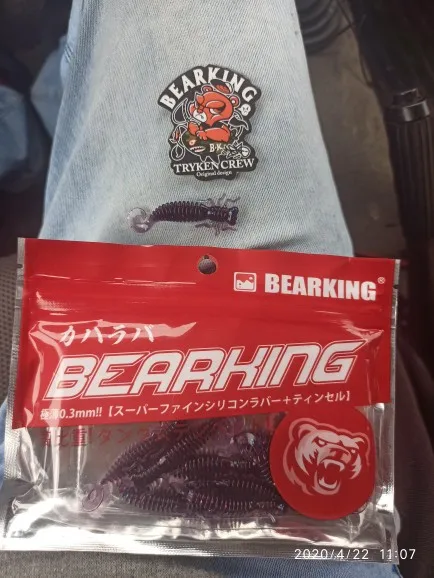 BEARKING
B·K
TRYKEN CREW
Original design
BEARKING®
カハラバ
BEARKING
極薄0.3mm!!【スーパーファインシリコンラバー+ティンセル】
2020/4/22 11:07